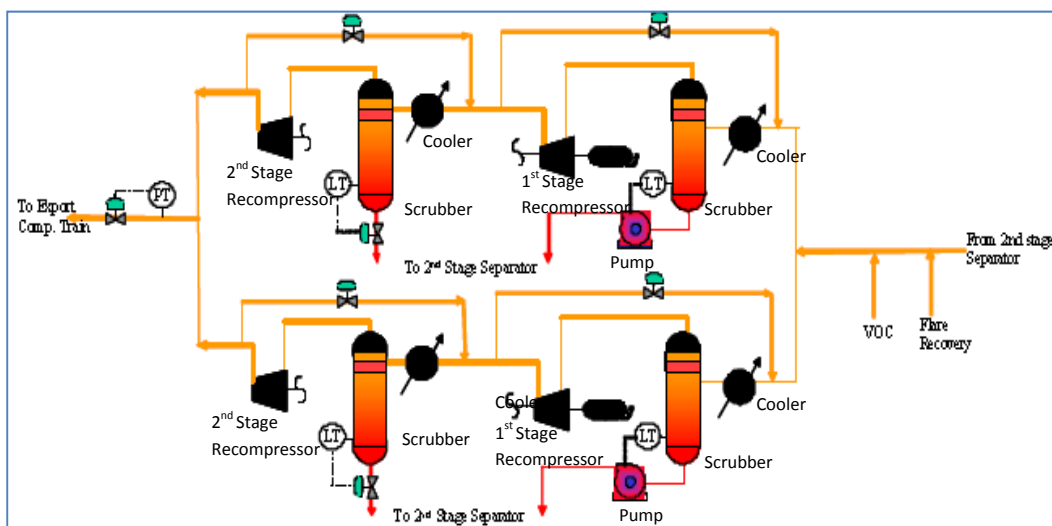 Cooler
2nd Stage
Recompressor
LT
Scrubber
1st Stage
Recompressor
LT
Cooler
Scrubber
PT
To Export
Comp. Train
To 2nd Stage Separator
Pump
From 2nd stage
Separator
VOC
Flare
Recovery
Cooler
2nd Stage
Recompressor
LT
Scrubber
Cooler
1st Stage
Recompressor
LT
Cooler
Scrubber
To 2nd Stage Separator
Pump